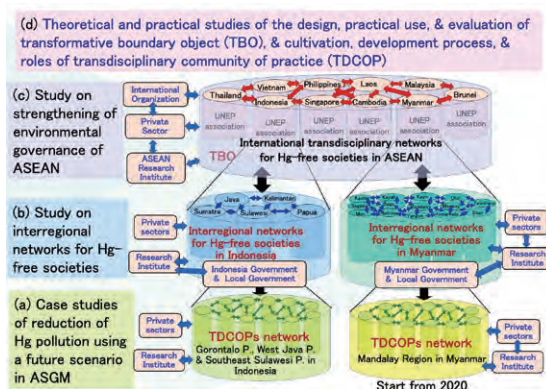 (d) Theoretical and practical studies of the design, practical use, & evaluation of
transformative boundary object (TBO), & cultivation, development process, &
roles of transdisciplinary community of practice (TDCOP)
(c) Study on
strengthening of
environmental
governance of
ASEAN
International
Organization
Private
Sector
ASEAN
Research
Institute
Vietnam
Philippines
Laos
Malaysia
Thailand
Indonesia
Singapore
Cambodia
Myanmar
Brunei
UNEP
association
UNEP
association
UNEP
association
UNEP
association
UNEP
association
UNEP
association
International transdisciplinary networks
for Hg-free societies in ASEAN
TBO
(b) Study on
interregional
networks for Hg-
free societies
Private
sectors
Research
Institute
Java
Kalimantas
Sumatra
Sulawesi
Papua
Interregional networks
for Hg-free societies
in Indonesia
Indonesia Government
& Local Government
Interregional networks
for Hg-free societies in
Myanmar
Myanmar Government
& Local Government
Private
sectors
Research
Institute
(a) Case studies
of reduction of
Hg pollution using
a future scenario
in ASGM
Private
sectors
Research
Institute
TDCOPs network
Gorontalo P., West Java P.
& Southeast Sulawesi P. in
Indonesia
TDCOPs network
Mandalay Region in Myanmar
Private
sectors
Research
Institute
Start from 2020